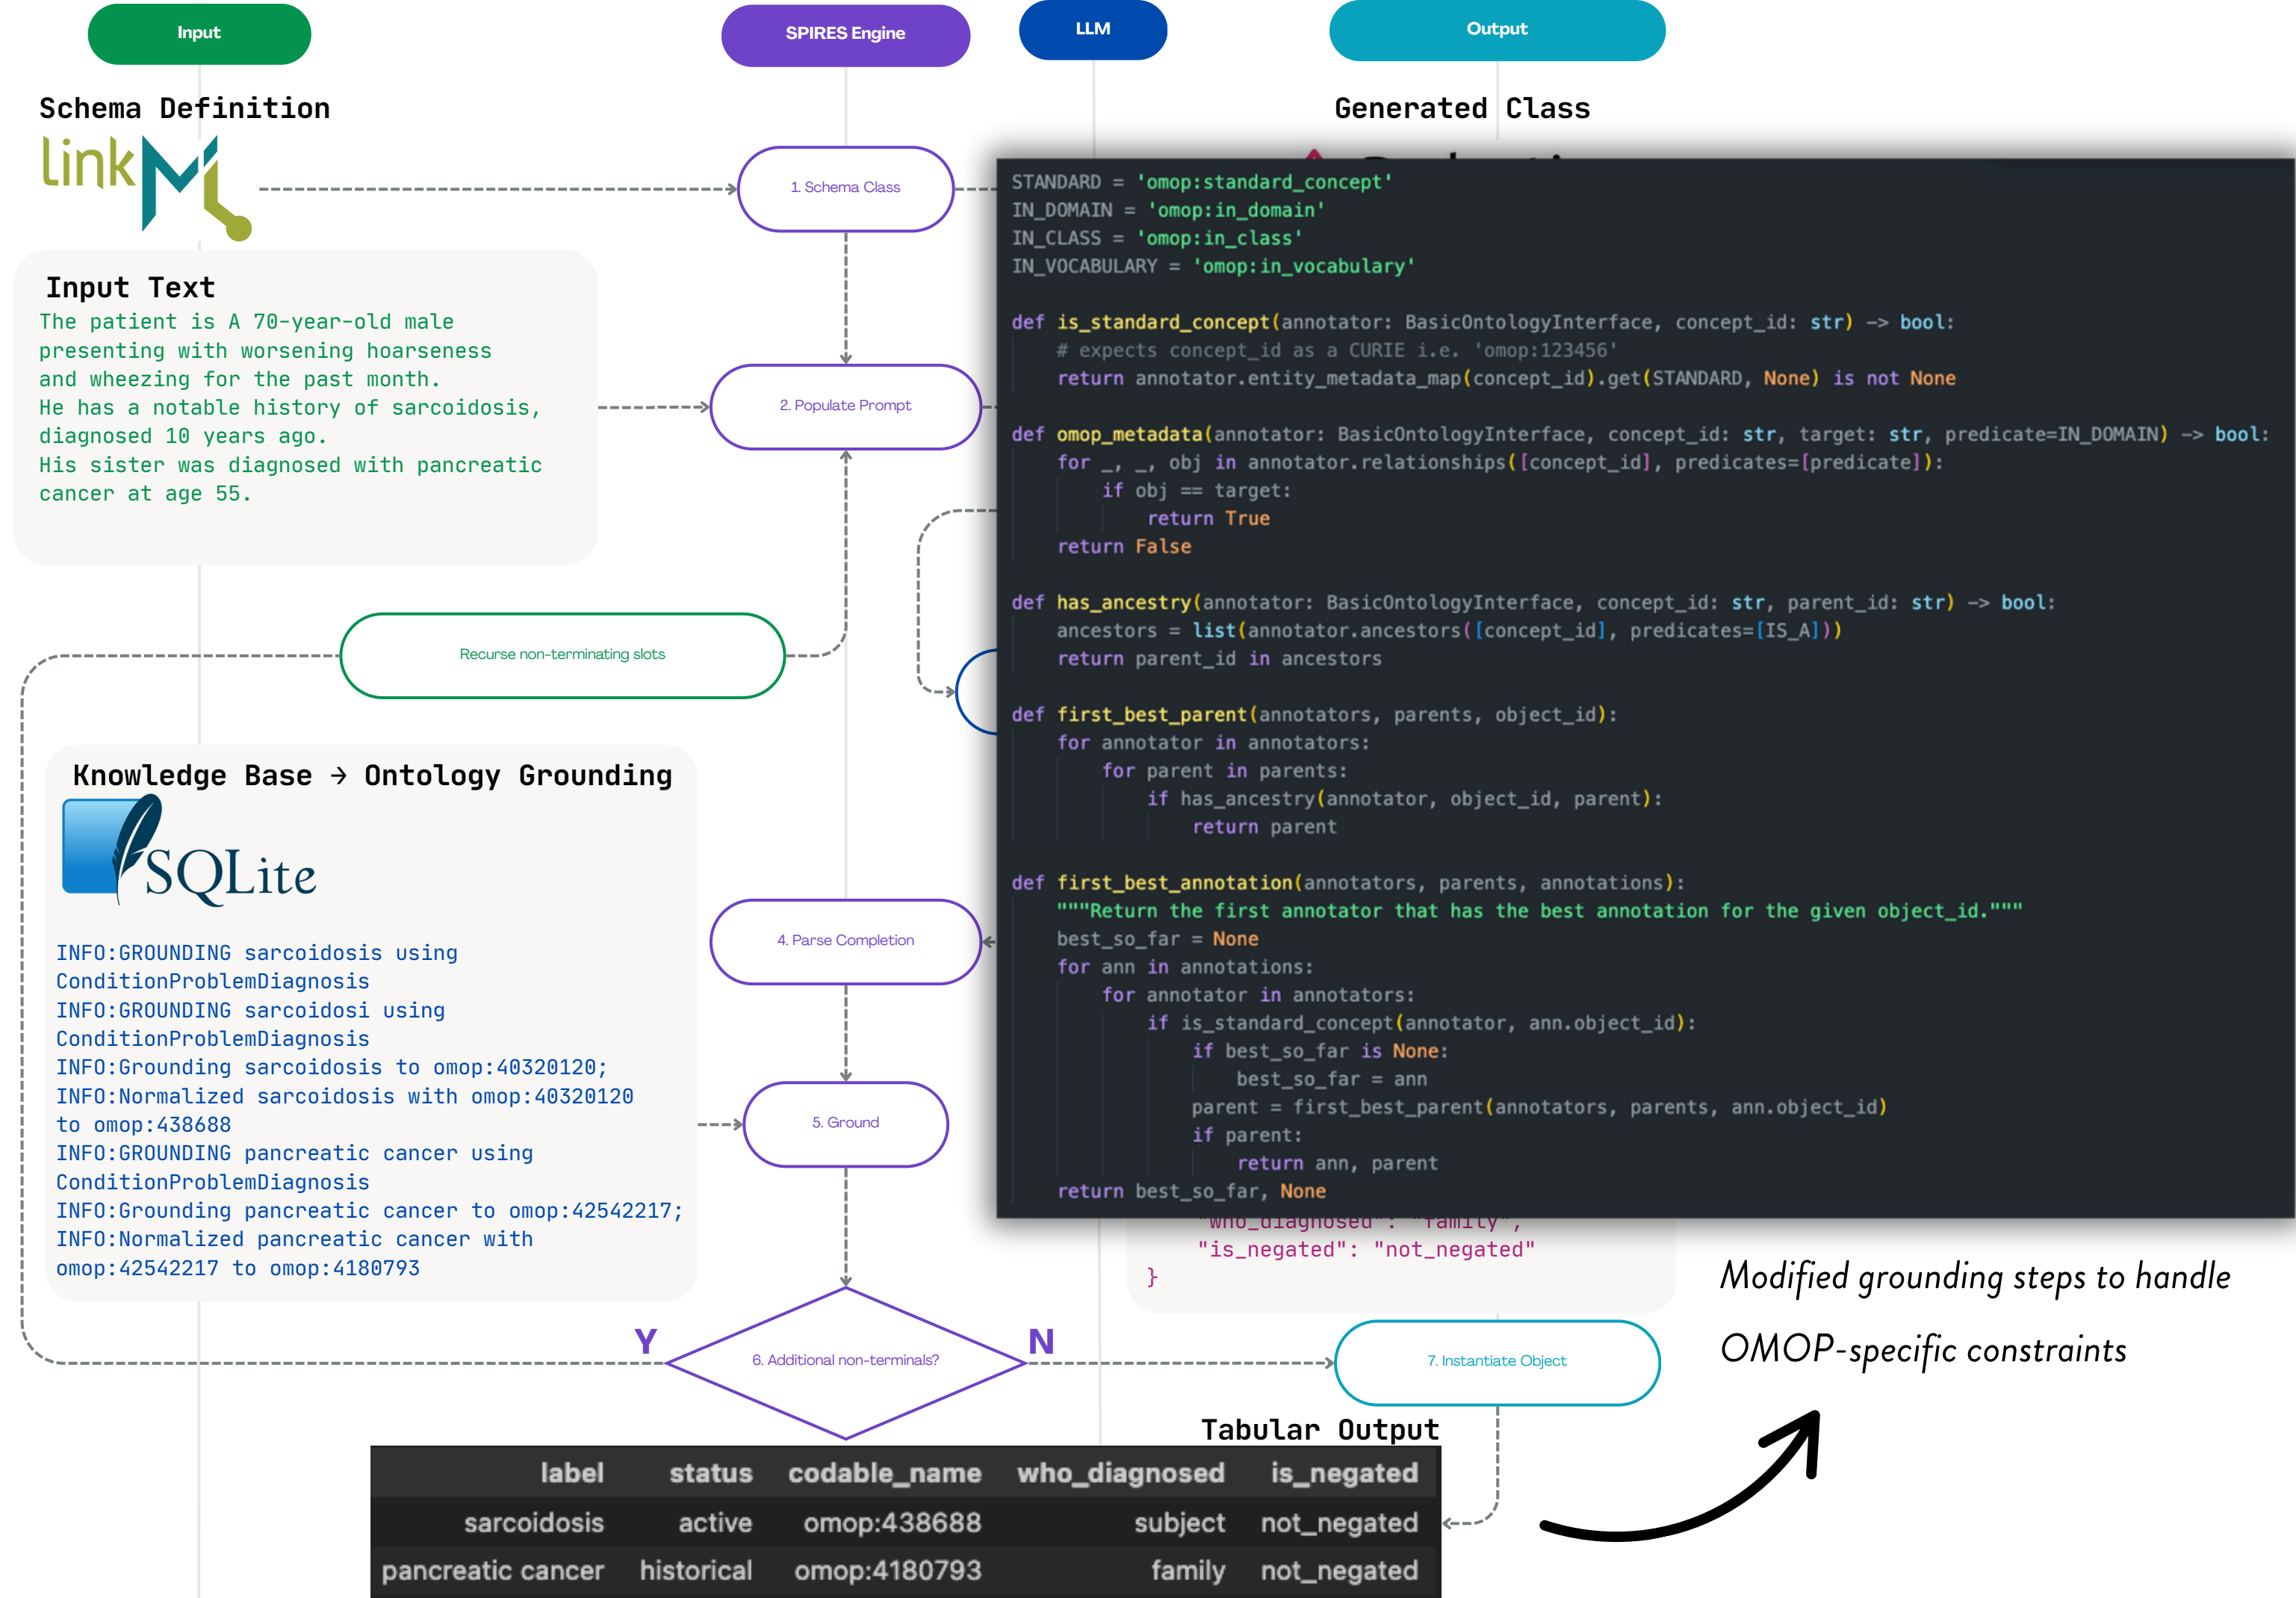 Input
SPIRES Engine
LLM
Output
Schema Definition
linkML
Generated Class
1. Schema Class
Input Text
The patient is A 70-year-old male
presenting with worsening hoarseness
and wheezing for the past month.
He has a notable history of sarcoidosis,
diagnosed 10 years ago.
His sister was diagnosed with pancreatic
cancer at age 55.
2. Populate Prompt
Recurse non-terminating slots
Knowledge Base → Ontology Grounding
SQLite
INFO:GROUNDING sarcoidosis using
ConditionProblemDiagnosis
INFO:GROUNDING sarcoidosi using
ConditionProblemDiagnosis
INFO:Grounding sarcoidosis to omop:40320120;
INFO:Normalized sarcoidosis with omop:40320120
to omop:438688
INFO:GROUNDING pancreatic cancer using
ConditionProblemDiagnosis
INFO:Grounding pancreatic cancer to omop:42542217;
INFO:Normalized pancreatic cancer with
omop:42542217 to omop:4180793
4. Parse Completion
5. Ground
STANDARD = 'omop:standard_concept'
IN_DOMAIN = 'omop:in_domain'
IN_CLASS = 'omop:in_class'
IN_VOCABULARY = 'omop:in_vocabulary'
def is_standard_concept(annotator: BasicOntologyInterface, concept_id: str) -> bool:
# expects concept_id as a CURIE i.e. 'omop:123456'
return annotator.entity_metadata_map(concept_id).get(STANDARD, None) is not None
def omop_metadata(annotator: BasicOntologyInterface, concept_id: str, target: str, predicate=IN_DOMAIN) -> bool:
for _, _, obj in annotator.relationships([concept_id], predicates=[predicate]):
if obj == target:
return True
return False
def has_ancestry(annotator: BasicOntologyInterface, concept_id: str, parent_id: str) -> bool:
ancestors = list(annotator.ancestors([concept_id], predicates=[IS_A]))
return parent_id in ancestors
def first_best_parent(annotators, parents, object_id):
for annotator in annotators:
for parent in parents:
if has_ancestry(annotator, object_id, parent):
return parent
def first_best_annotation(annotators, parents, annotations):
"""Return the first annotator that has the best annotation for the given object_id."""
best_so_far = None
for ann in annotations:
for annotator in annotators:
if is_standard_concept(annotator, ann.object_id):
if best_so_far is None:
best_so_far = ann
parent = first_best_parent(annotators, parents, ann.object_id)
if parent:
return ann, parent
return best_so_far, None
"who_diagnosed": "family",
"is_negated": "not_negated"
}
Modified grounding steps to handle
OMOP-specific constraints
Y
6. Additional non-terminals?
N
7. Instantiate Object
Tabular Output
label status codable_name who_diagnosed is_negated
sarcoidosis active omop:438688 subject not_negated
pancreatic cancer historical omop:4180793 family not_negated